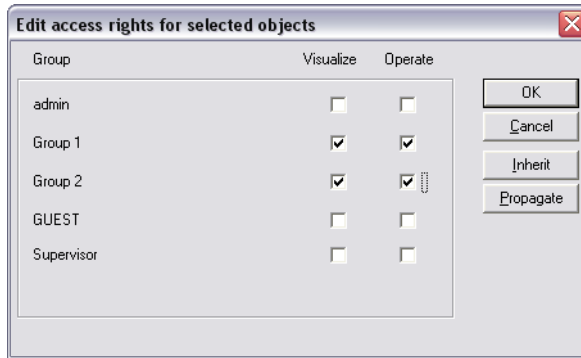 Edit access rights for selected objects
Group Visualize Operate
admin
Group 1
Group 2
GUEST
Supervisor
OK
Cancel
Inherit
Propagate